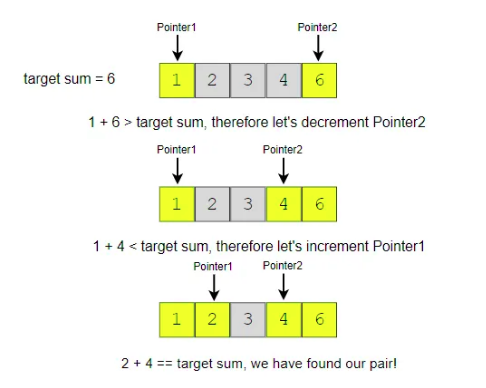 Pointer1 Pointer2
target sum = 6 1 2 3 4 6
1 + 6 > target sum, therefore let's decrement Pointer2
Pointer1 Pointer2
1 2 3 4 6
1 + 4 < target sum, therefore let's increment Pointer1
Pointer1 Pointer2
1 2 3 4 6
2 + 4 == target sum, we have found our pair!